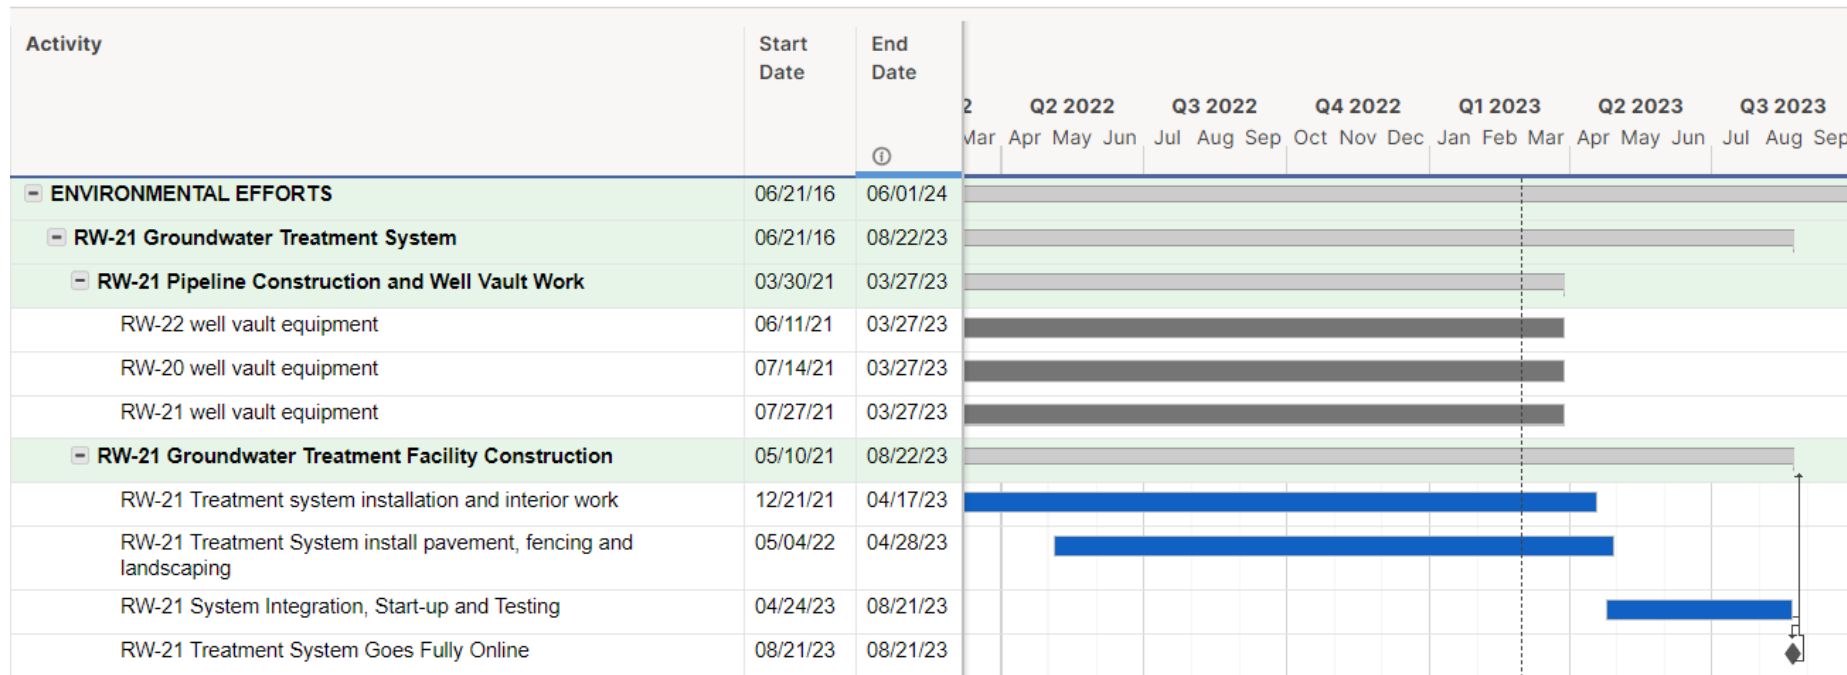 Activity
Start Date
End Date
2 Q2 2022 Q3 2022 Q4 2022 Q1 2023 Q2 2023 Q3 2023
Mar Apr May Jun Jul Aug Sep Oct Nov Dec Jan Feb Mar Apr May Jun Jul Aug Sep
ENVIRONMENTAL EFFORTS 06/21/16 06/01/24
RW-21 Groundwater Treatment System 06/21/16 08/22/23
RW-21 Pipeline Construction and Well Vault Work 03/30/21 03/27/23
RW-22 well vault equipment 06/11/21 03/27/23
RW-20 well vault equipment 07/14/21 03/27/23
RW-21 well vault equipment 07/27/21 03/27/23
RW-21 Groundwater Treatment Facility Construction 05/10/21 08/22/23
RW-21 Treatment system installation and interior work 12/21/21 04/17/23
RW-21 Treatment System install pavement, fencing and 05/04/22 04/28/23
landscaping
RW-21 System Integration, Start-up and Testing 04/24/23 08/21/23
RW-21 Treatment System Goes Fully Online 08/21/23 08/21/23